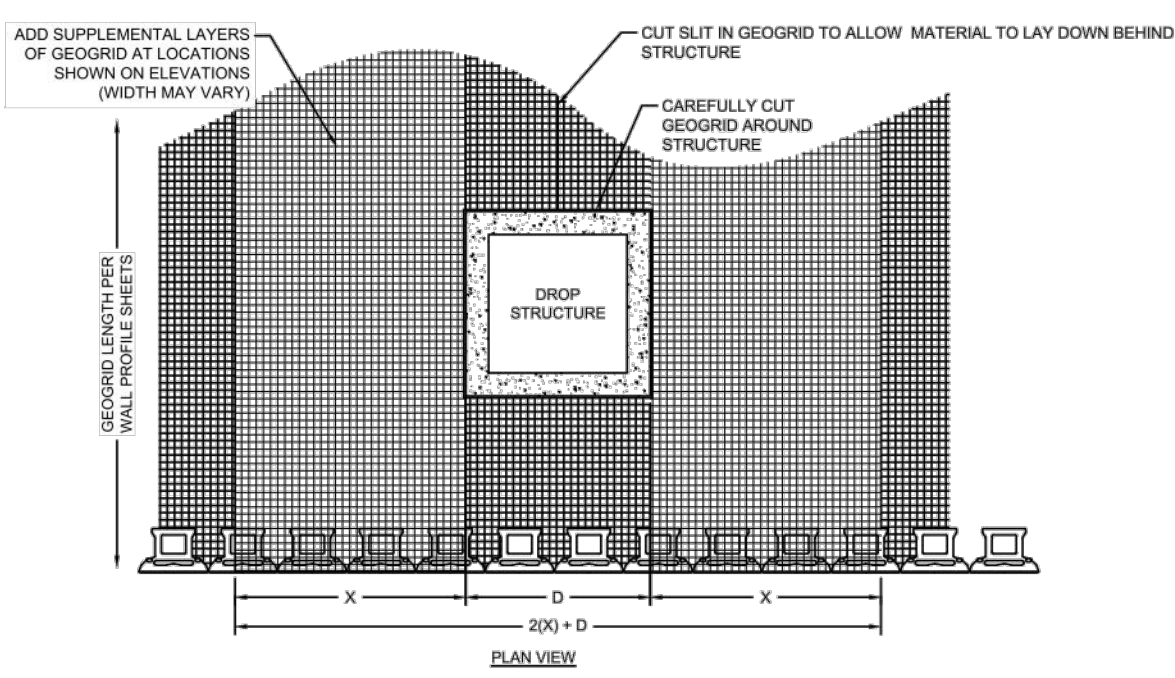 ADD SUPPLEMENTAL LAYERS
OF GEOGRID AT LOCATIONS
SHOWN ON ELEVATIONS
(WIDTH MAY VARY)
CUT SLIT IN GEOGRID TO ALLOW MATERIAL TO LAY DOWN BEHIND
STRUCTURE
CAREFULLY CUT
GEOGRID AROUND
STRUCTURE
GEOGRID LENGTH PER
WALL PROFILE SHEETS
DROP
STRUCTURE
X
D
X
2(X) + D
PLAN VIEW